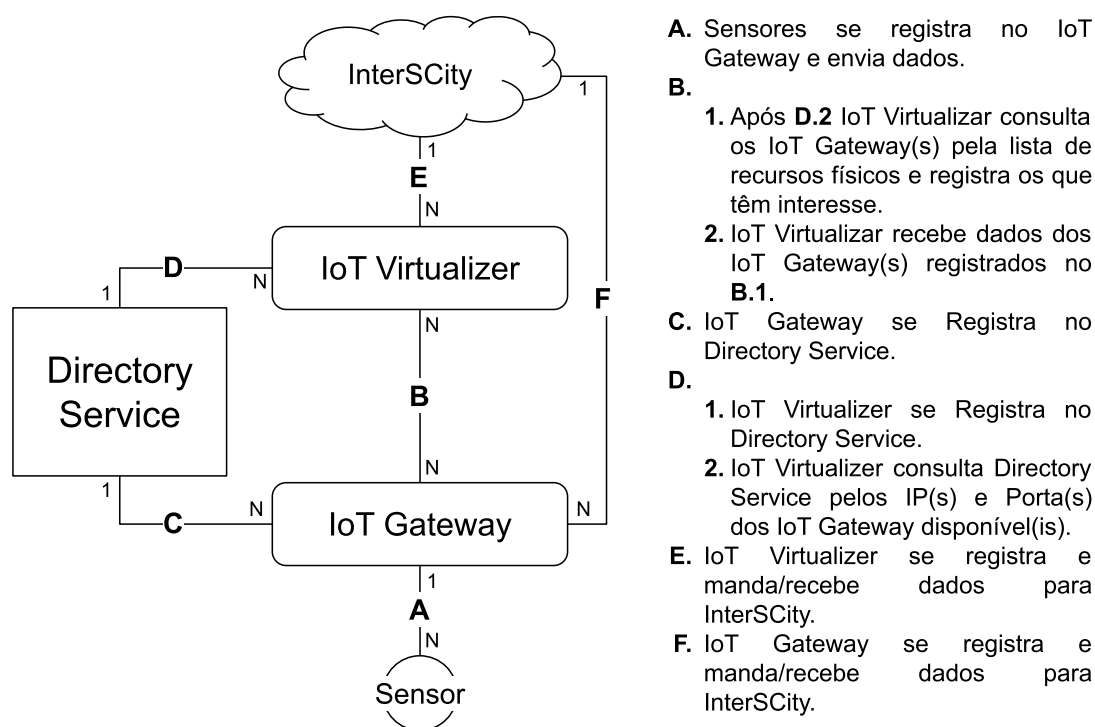 InterSCity
1
1
E
N
IoT Virtualizer
D
N
1
F
N
Directory
Service
B
N
1
N
N
C
IoT Gateway
1
A
N
Sensor
A. Sensores se registra no IoT
Gateway e envia dados.
B.
1. Após D.2 IoT Virtualizar consulta
os IoT Gateway(s) pela lista de
recursos físicos e registra os que
têm interesse.
2. IoT Virtualizar recebe dados dos
IoT Gateway(s) registrados no
B.1.
C. IoT Gateway se Registra no
Directory Service.
D.
1. IoT Virtualizer se Registra no
Directory Service.
2. IoT Virtualizer consulta Directory
Service pelos IP(s) e Porta(s)
dos IoT Gateway disponível(is).
E. IoT Virtualizer se registra e
manda/recebe dados para
InterSCity.
F. IoT Gateway se registra e
manda/recebe dados para
InterSCity.